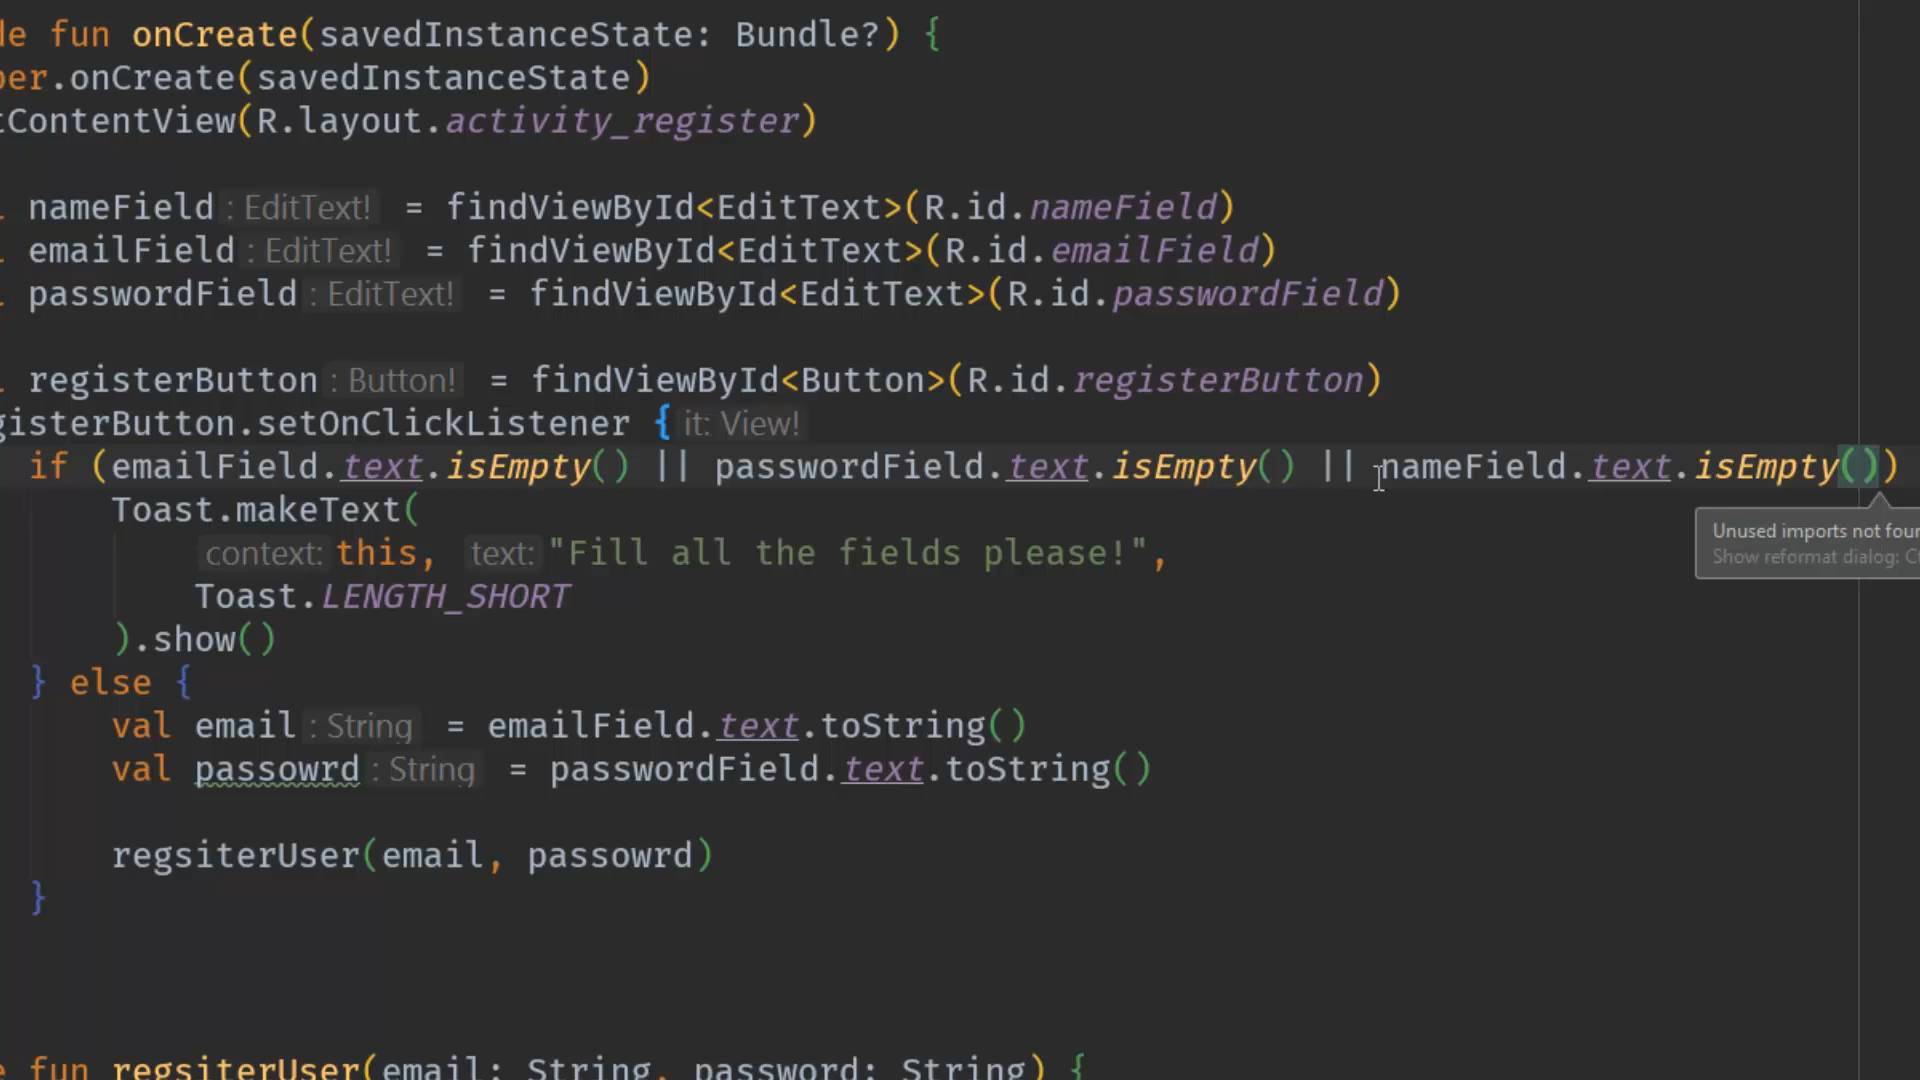 de fun onCreate(savedInstanceState: Bundle?) {
per.onCreate(savedInstanceState)
tContentView(R.layout.activity_register)
l nameField : EditText! = findViewById<EditText>(R.id.nameField)
l emailField : EditText! = findViewById<EditText>(R.id.emailField)
l passwordField : EditText! = findViewById<EditText>(R.id.passwordField)
l registerButton : Button! = findViewById<Button>(R.id.registerButton)
gisterButton.setOnClickListener { it: View!
if (emailField.text.isEmpty() || passwordField.text.isEmpty() || nameField.text.isEmpty())
Toast.makeText(
context: this, text: "Fill all the fields please!",
Toast.LENGTH_SHORT
).show()
} else {
val email : String = emailField.text.toString()
val passowrd : String = passwordField.text.toString()
regsiterUser(email, passowrd)
}
e fun regsiterUser(email: String, password: String) {
Unused imports not four
Show reformat dialog: Ct